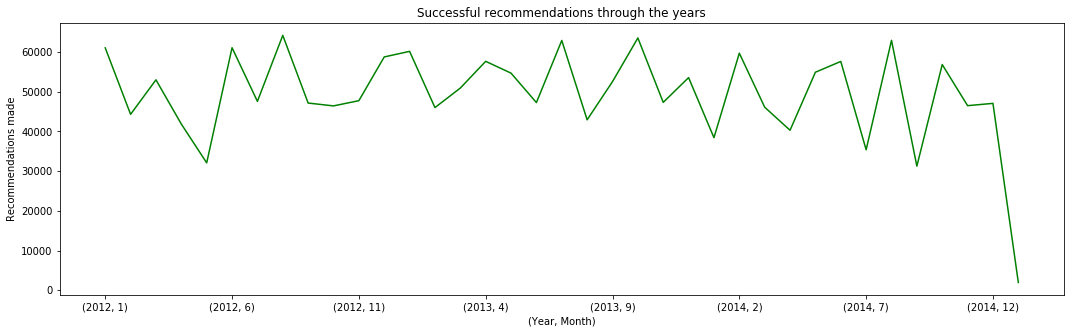 Successful recommendations through the years
Recommendations made
60000
50000
40000
30000
20000
10000
0
(2012, 1) (2012, 6) (2012, 11) (2013, 4) (2013, 9) (2014, 2) (2014, 7) (2014, 12)
(Year, Month)